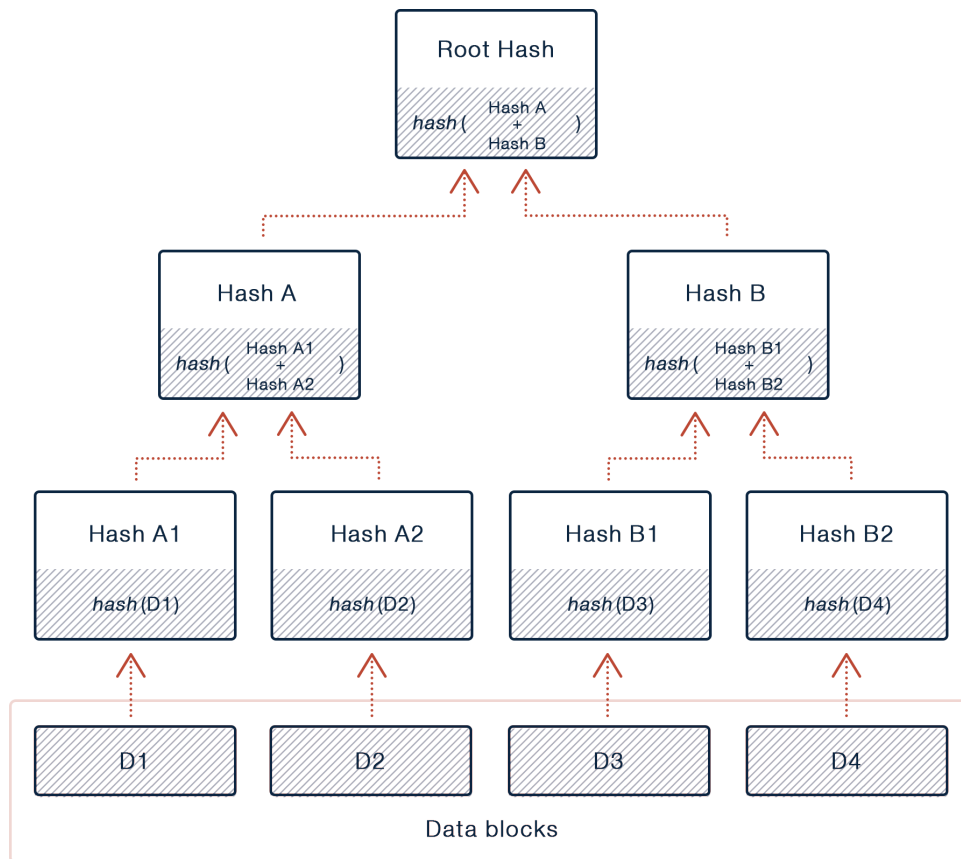 Root Hash
hash( Hash A + Hash B )
Hash A
Hash B
hash( Hash A1 + Hash A2 )
hash( Hash B1 + Hash B2 )
Hash A1
Hash A2
Hash B1
Hash B2
hash(D1)
hash(D2)
hash(D3)
hash(D4)
D1
D2
D3
D4
Data blocks